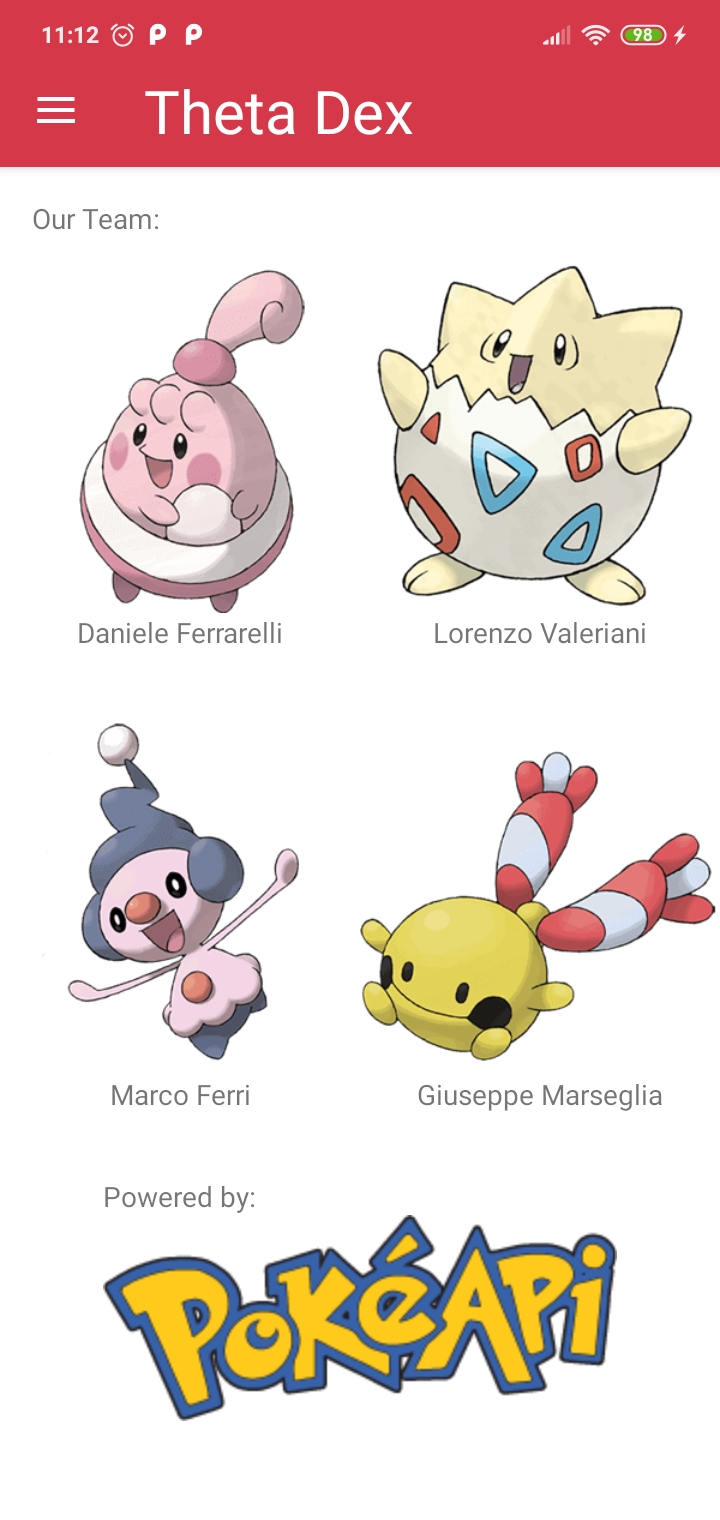 11:12 98
Theta Dex
Our Team:
Daniele Ferrarelli Lorenzo Valeriani
Marco Ferri Giuseppe Marseglia
Powered by:
PokéAPi